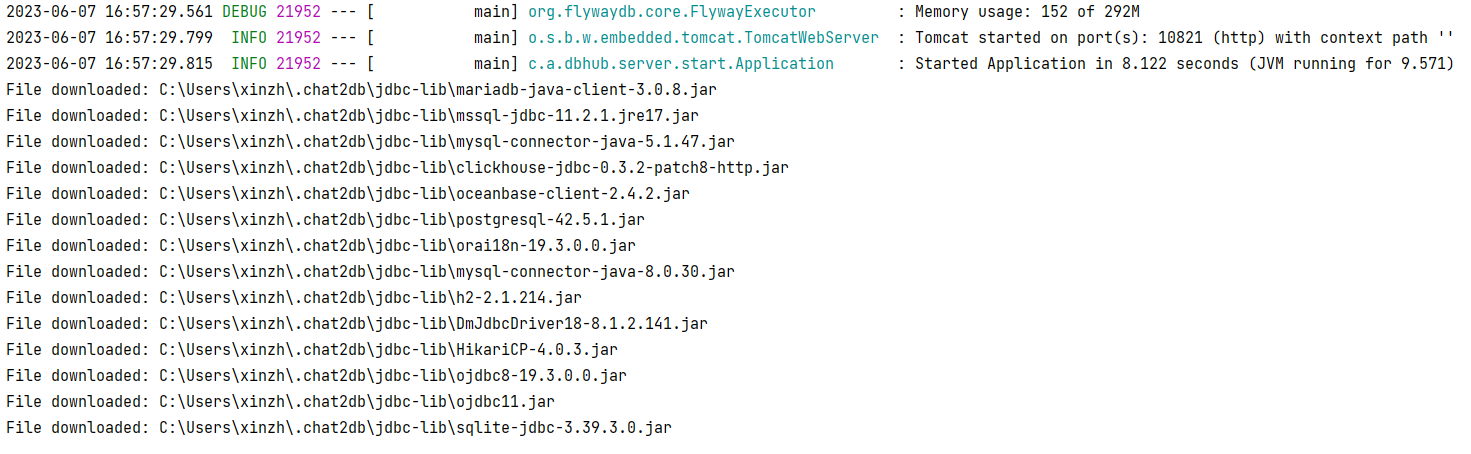 2023-06-07 16:57:29.561 DEBUG 21952 --- [           main] org.flywaydb.core.FlywayExecutor         : Memory usage: 152 of 292M
2023-06-07 16:57:29.799  INFO 21952 --- [           main] o.s.b.w.embedded.tomcat.TomcatWebServer  : Tomcat started on port(s): 10821 (http) with context path ''
2023-06-07 16:57:29.815  INFO 21952 --- [           main] c.a.dbhub.server.start.Application       : Started Application in 8.122 seconds (JVM running for 9.571)
File downloaded: C:\Users\xinzh\.chat2db\jdbc-lib\mariadb-java-client-3.0.8.jar
File downloaded: C:\Users\xinzh\.chat2db\jdbc-lib\mssql-jdbc-11.2.1.jre17.jar
File downloaded: C:\Users\xinzh\.chat2db\jdbc-lib\mysql-connector-java-5.1.47.jar
File downloaded: C:\Users\xinzh\.chat2db\jdbc-lib\clickhouse-jdbc-0.3.2-patch8-http.jar
File downloaded: C:\Users\xinzh\.chat2db\jdbc-lib\oceanbase-client-2.4.2.jar
File downloaded: C:\Users\xinzh\.chat2db\jdbc-lib\postgresql-42.5.1.jar
File downloaded: C:\Users\xinzh\.chat2db\jdbc-lib\orai18n-19.3.0.0.jar
File downloaded: C:\Users\xinzh\.chat2db\jdbc-lib\mysql-connector-java-8.0.30.jar
File downloaded: C:\Users\xinzh\.chat2db\jdbc-lib\h2-2.1.214.jar
File downloaded: C:\Users\xinzh\.chat2db\jdbc-lib\DmJdbcDriver18-8.1.2.141.jar
File downloaded: C:\Users\xinzh\.chat2db\jdbc-lib\HikariCP-4.0.3.jar
File downloaded: C:\Users\xinzh\.chat2db\jdbc-lib\ojdbc8-19.3.0.0.jar
File downloaded: C:\Users\xinzh\.chat2db\jdbc-lib\ojdbc11.jar
File downloaded: C:\Users\xinzh\.chat2db\jdbc-lib\sqlite-jdbc-3.39.3.0.jar